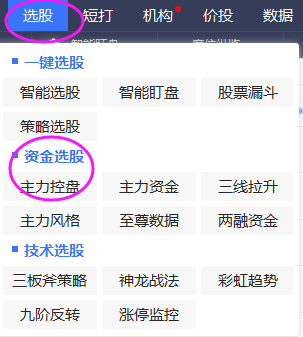 选股 短打 机构 价投 数据
一键选股
智能选股 智能盯盘 股票漏斗
策略选股
资金选股
主力控盘 主力资金 三线拉升
主力风格 至尊数据 两融资金
技术选股
三板斧策略 神龙战法 彩虹趋势
九阶反转 涨停监控